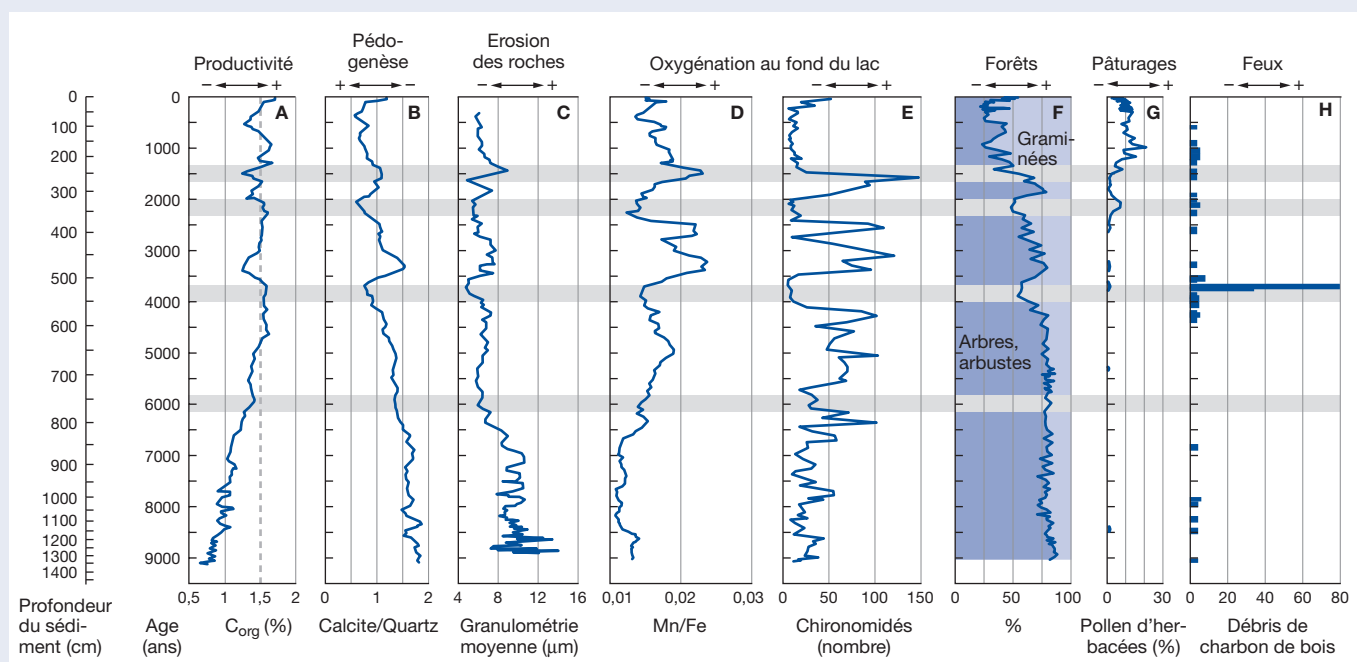 Productivité
− +
A
Pédo-
genèse
+ −
B
Erosion
des roches
− +
C
Oxygénation au fond du lac
− +
D
− +
E
Forêts
− +
F
Grami-
nées
Arbres,
arbustes
Pâturages
− +
G
Feux
− +
H
0
100
200
300
400
500
600
700
800
900
1000
1100
1200
1300
1400
Profondeur
du sédi-
ment (cm)
0
1000
2000
3000
4000
5000
6000
7000
8000
9000
Age
(ans)
0,5 1 1,5 2
Corg (%)
0 1 2
Calcite/Quartz
4 8 12 16
Granulométrie
moyenne (µm)
0,01 0,02 0,03
Mn/Fe
0 50 100 150
Chironomidés
(nombre)
0 50 100
%
0 30
Pollen d'her-
bacées (%)
0 40 80
Débris de
charbon de bois